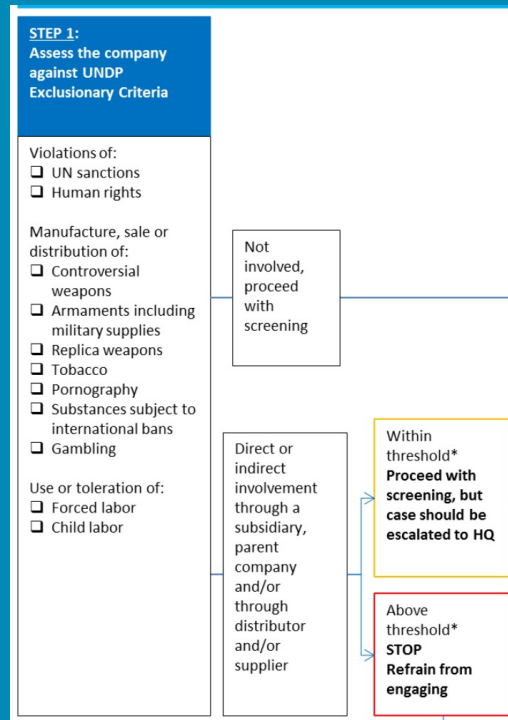 STEP 1:
Assess the company
against UNDP
Exclusionary Criteria
Violations of:
❑ UN sanctions
❑ Human rights
Manufacture, sale or
distribution of:
❑ Controversial
weapons
❑ Armaments including
military supplies
❑ Replica weapons
❑ Tobacco
❑ Pornography
❑ Substances subject to
international bans
❑ Gambling
Use or toleration of:
❑ Forced labor
❑ Child labor
Not
involved,
proceed
with
screening
Direct or
indirect
involvement
through a
subsidiary,
parent
company
and/or
through
distributor
and/or
supplier
Within
threshold*
Proceed with
screening, but
case should be
escalated to HQ
Above
threshold*
STOP
Refrain from
engaging